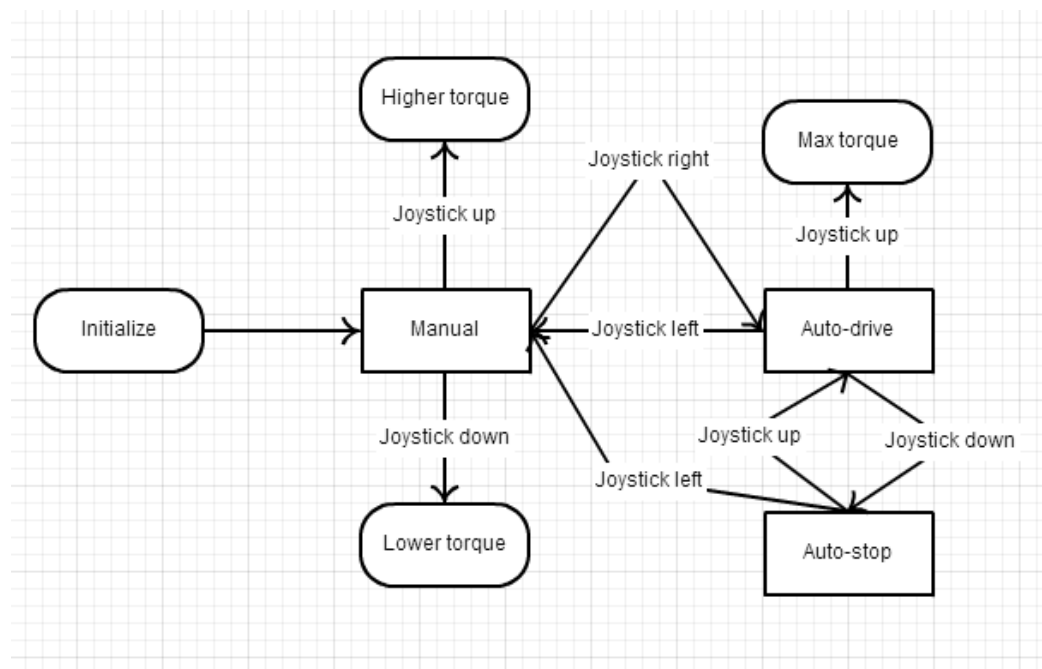 Higher torque
Max torque
Joystick right
Joystick up
Joystick up
Initialize
Manual
Joystick left
Auto-drive
Joystick down
Joystick up
Joystick down
Joystick left
Lower torque
Auto-stop